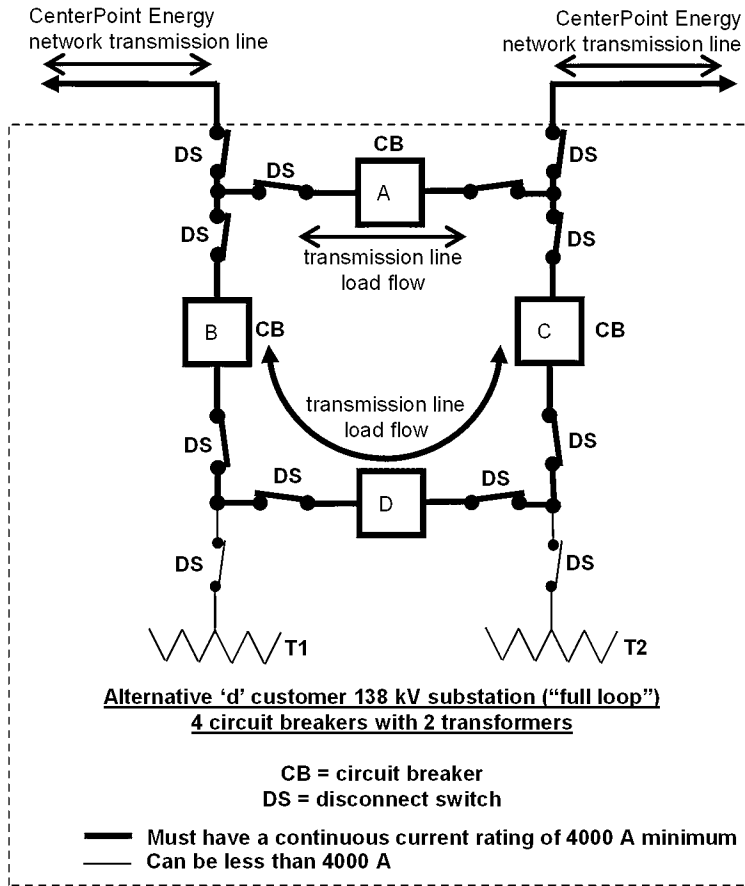 CenterPoint Energy
network transmission line
CenterPoint Energy
network transmission line
CB
DS
DS
DS
A
DS
DS
transmission line
load flow
B
CB
C
CB
transmission line
load flow
DS
DS
DS
DS
D
DS
DS
T1
T2
Alternative ‘d’ customer 138 kV substation (“full loop”)
4 circuit breakers with 2 transformers
CB = circuit breaker
DS = disconnect switch
Must have a continuous current rating of 4000 A minimum
Can be less than 4000 A